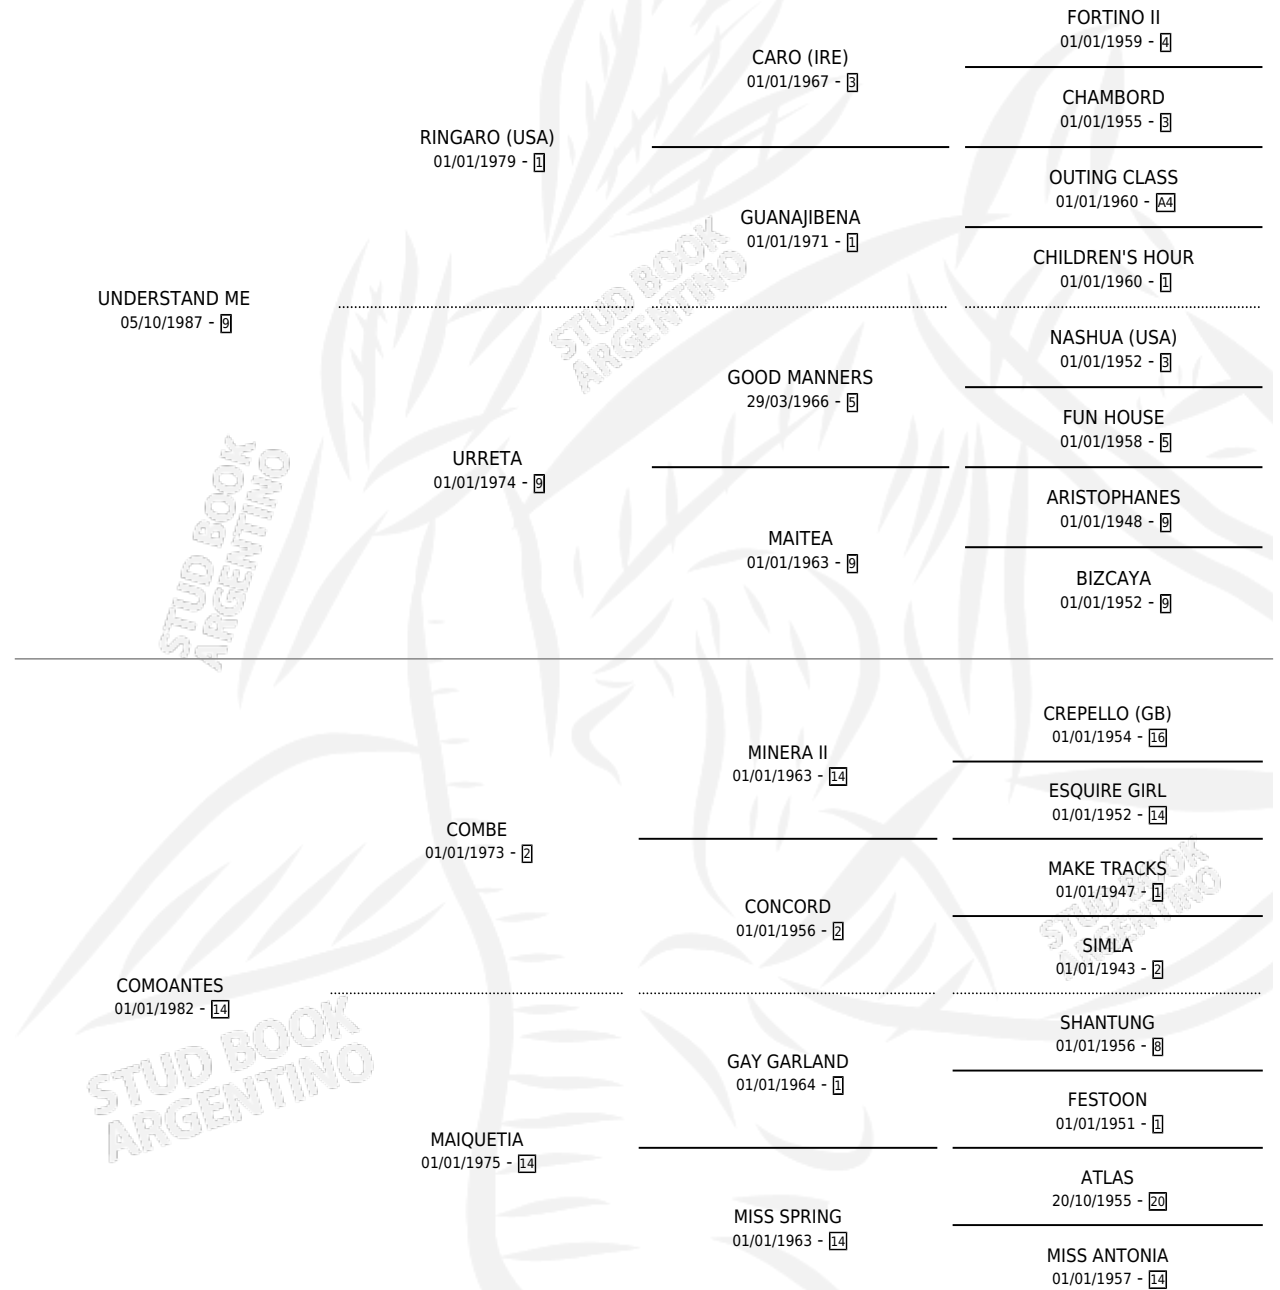 FORTINO II
01/01/1959 - 4
CARO (IRE)
01/01/1967 - 3
CHAMBORD
01/01/1955 - 3
RINGARO (USA)
01/01/1979 - 1
OUTING CLASS
01/01/1960 - A4
GUANAJIBENA
01/01/1971 - 1
CHILDREN'S HOUR
01/01/1960 - 1
UNDERSTAND ME
05/10/1987 - 9
STUD BOOK
ARGENTINO
NASHUA (USA)
01/01/1952 - 3
GOOD MANNERS
29/03/1966 - 5
FUN HOUSE
01/01/1958 - 5
URRETA
01/01/1974 - 9
ARISTOPHANES
01/01/1948 - 9
MAITEA
01/01/1963 - 9
BIZCAYA
01/01/1952 - 9
STUD BOOK
ARGENTINO
CREPELLO (GB)
01/01/1954 - 16
MINERA II
01/01/1963 - 14
ESQUIRE GIRL
01/01/1952 - 14
COMBE
01/01/1973 - 2
MAKE TRACKS
01/01/1947 - 1
CONCORD
01/01/1956 - 2
STUD BOOK
ARGENTINO
SIMLA
01/01/1943 - 2
COMOANTES
01/01/1982 - 14
SHANTUNG
01/01/1956 - 8
GAY GARLAND
01/01/1964 - 1
STUD BOOK
ARGENTINO
FESTOON
01/01/1951 - 1
MAIQUETIA
01/01/1975 - 14
ATLAS
20/10/1955 - 20
MISS SPRING
01/01/1963 - 14
MISS ANTONIA
01/01/1957 - 14